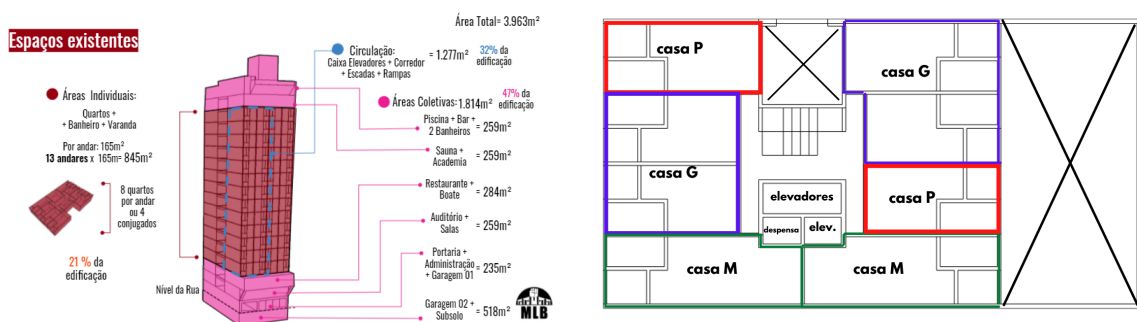 Espaços existentes
Área Total= 3.963m²
Circulação:
Caixa Elevadores + Corredor
+ Escadas + Rampas
= 1.277m²
32% da
edificação
Áreas Individuais:
Quartos +
+ Banheiro + Varanda
Por andar: 165m²
13 andares x 165m= 845m²
8 quartos
por andar
ou 4
conjugados
21 % da
edificação
Áreas Coletivas: 1.814m²
47% da
edificação
Piscina + Bar +
2 Banheiros
= 259m²
Sauna +
Academia
= 259m²
Restaurante +
Boate
= 284m²
Auditório +
Salas
= 259m²
Portaria +
Administração
+ Garagem 01
= 235m²
Garagem 02 +
Subsolo
= 518m²
Nível da Rua
MLB
casa P
casa G
casa G
casa P
elevadores
despensa
elev.
casa M
casa M